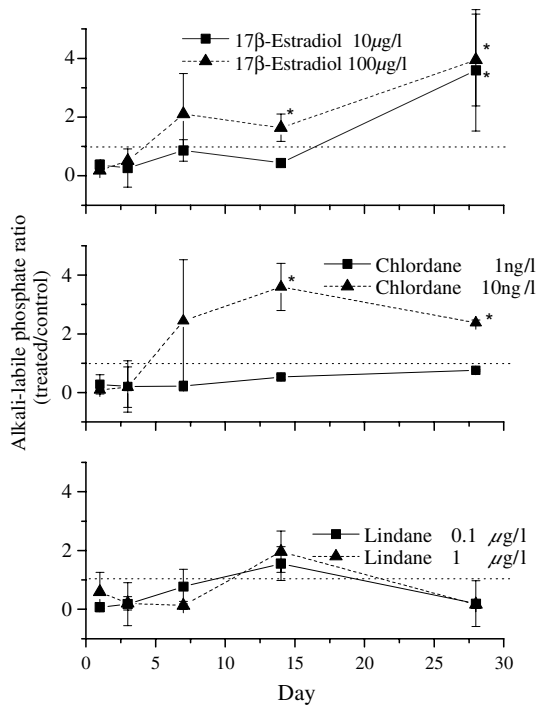 17β-Estradiol 10μg/l
17β-Estradiol 100μg/l
4
2
0
*
*
*
Chlordane 1ng/l
Chlordane 10ng/l
4
2
0
*
*
Lindane 0.1 μg/l
Lindane 1 μg/l
4
2
0
0 5 10 15 20 25 30
Day
Alkali-labile phosphate ratio
(treated/control)